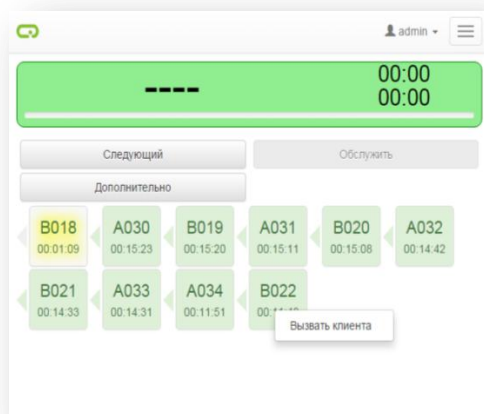 admin
----
00:00
00:00
Следующий
Обслужить
Дополнительно
B018 A030 B019 A031 B020 A032
00:01:09 00:15:23 00:15:20 00:15:11 00:15:08 00:14:42
B021 A033 A034 B022
00:14:33 00:14:31 00:11:51
Вызвать клиента